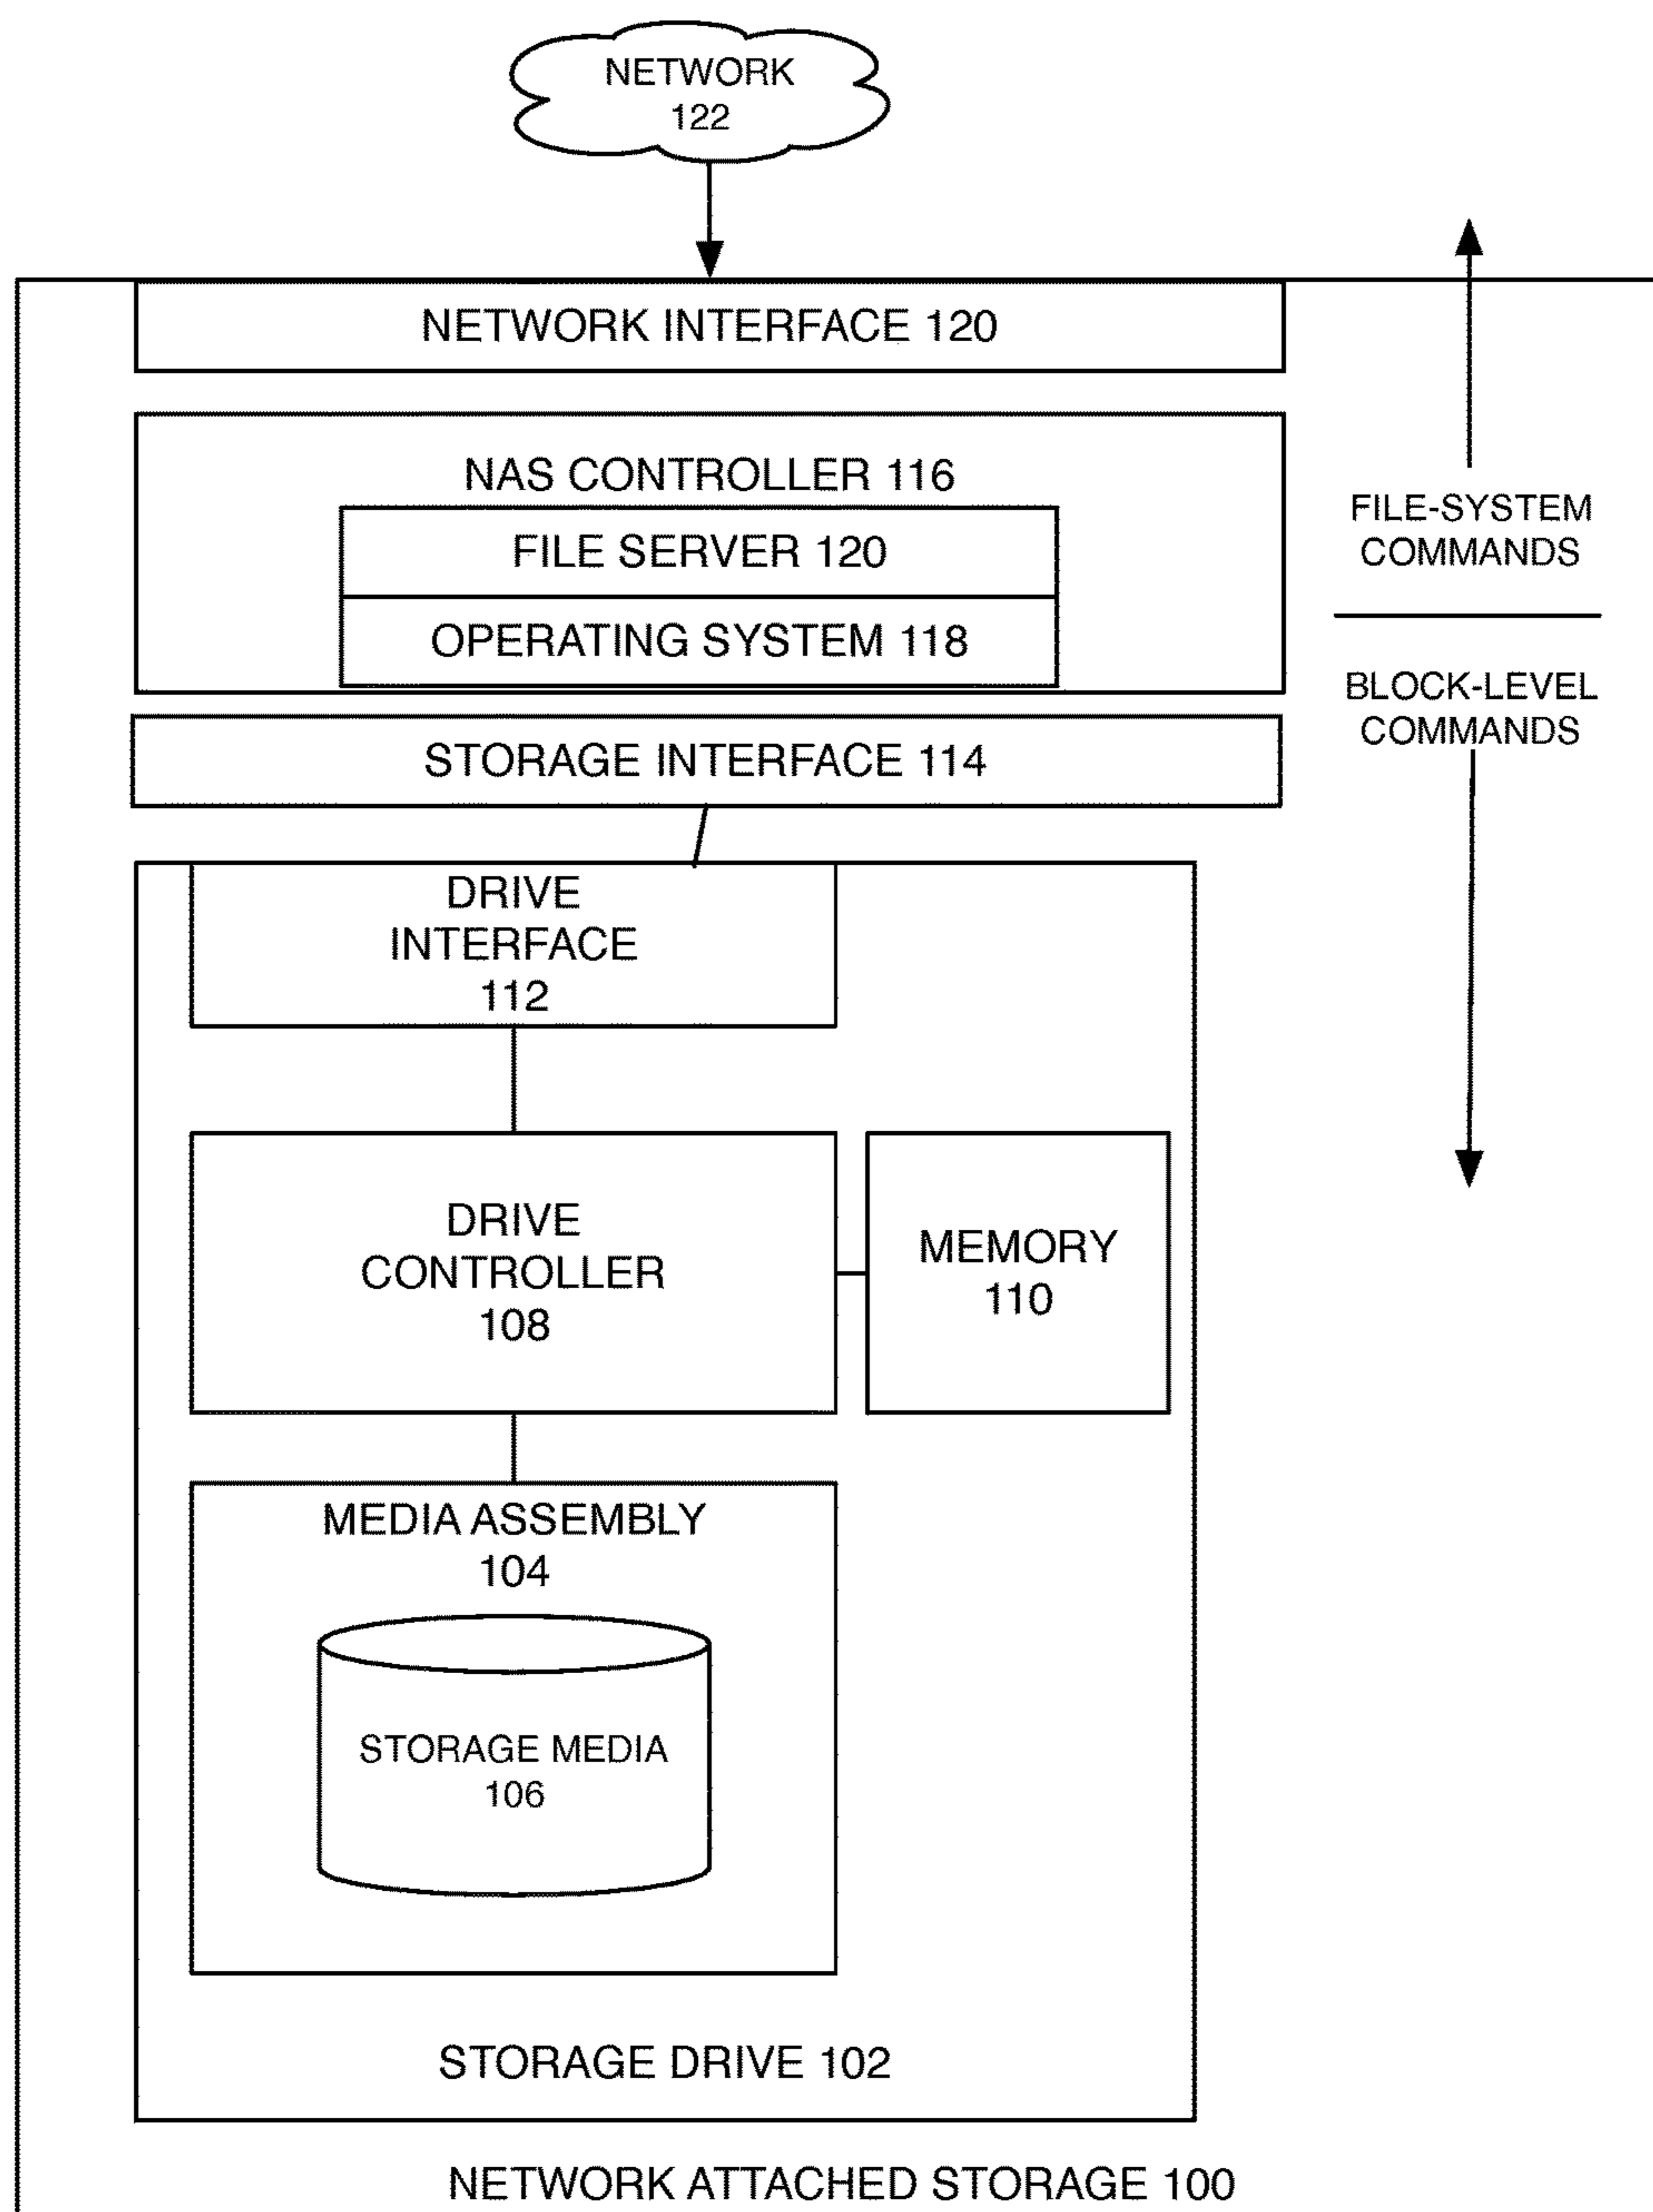 NETWORK
122
NETWORK INTERFACE 120
NAS CONTROLLER 116
FILE SERVER 120
OPERATING SYSTEM 118
FILE-SYSTEM
COMMANDS
BLOCK-LEVEL
COMMANDS
STORAGE INTERFACE 114
DRIVE
INTERFACE
112
DRIVE
CONTROLLER
108
MEMORY
110
MEDIA ASSEMBLY
104
STORAGE MEDIA
106
STORAGE DRIVE 102
NETWORK ATTACHED STORAGE 100